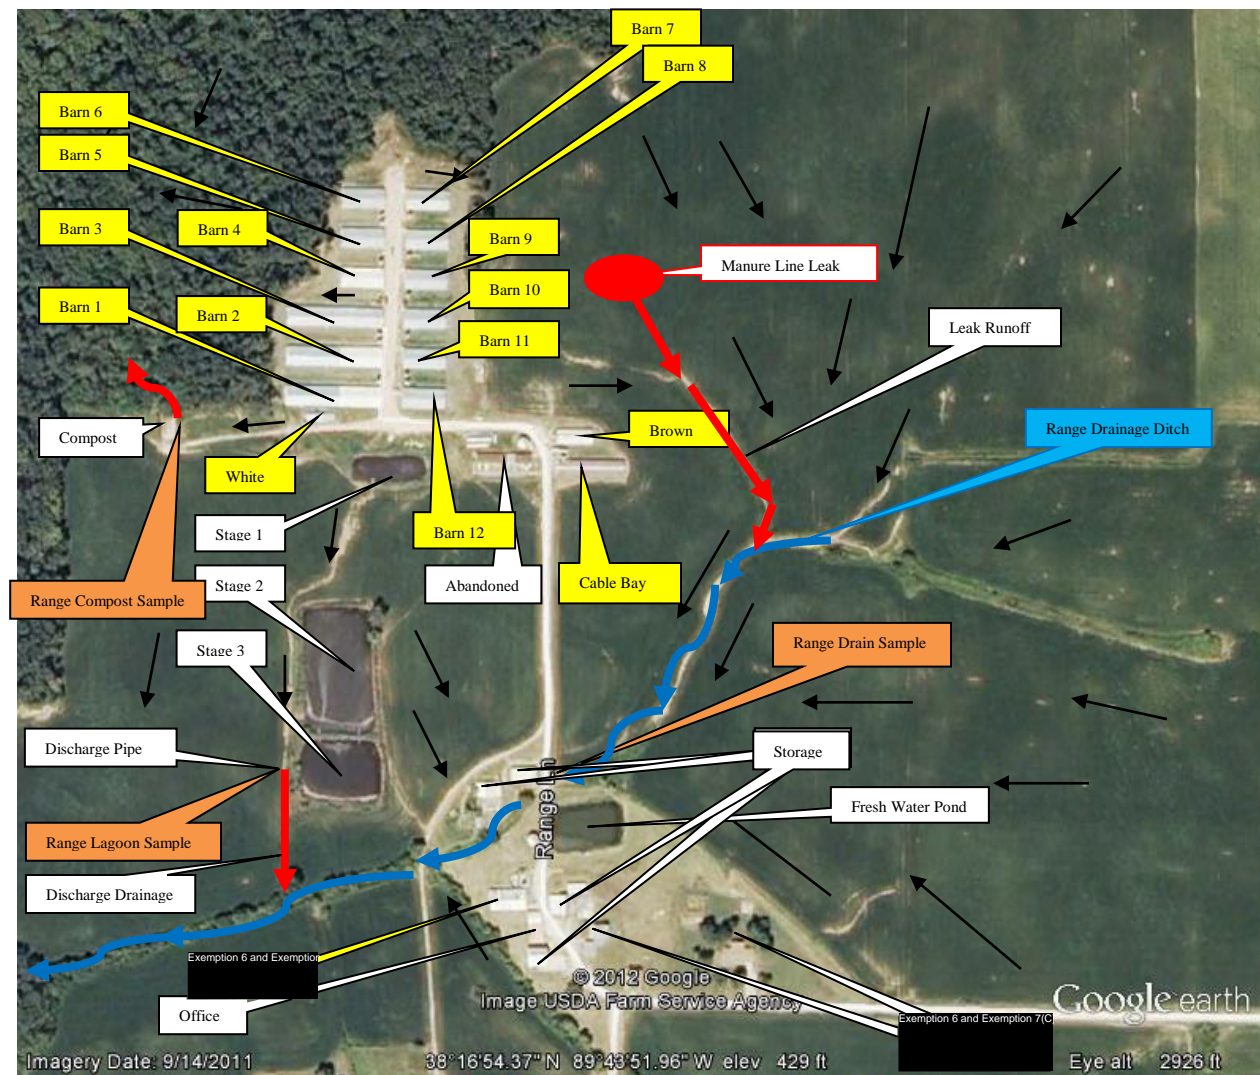 Barn 7
Barn 8
Barn 6
Barn 5
Barn 3
Barn 4
Barn 9
Manure Line Leak
Barn 10
Barn 1
Barn 2
Barn 11
Leak Runoff
Compost
Brown
Range Drainage Ditch
White
Stage 1
Barn 12
Stage 2
Abandoned
Cable Bay
Range Compost Sample
Stage 3
Range Drain Sample
Discharge Pipe
Storage
Range Ln
Fresh Water Pond
Range Lagoon Sample
Discharge Drainage
Exemption 6 and Exemption
Office
© 2012 Google
Image USDA Farm Service Agency
Google earth
Exemption 6 and Exemption 7(C
Imagery Date: 9/14/2011
38°16'54.37" N 89°43'51.96" W elev 429 ft
Eye alt 2926 ft